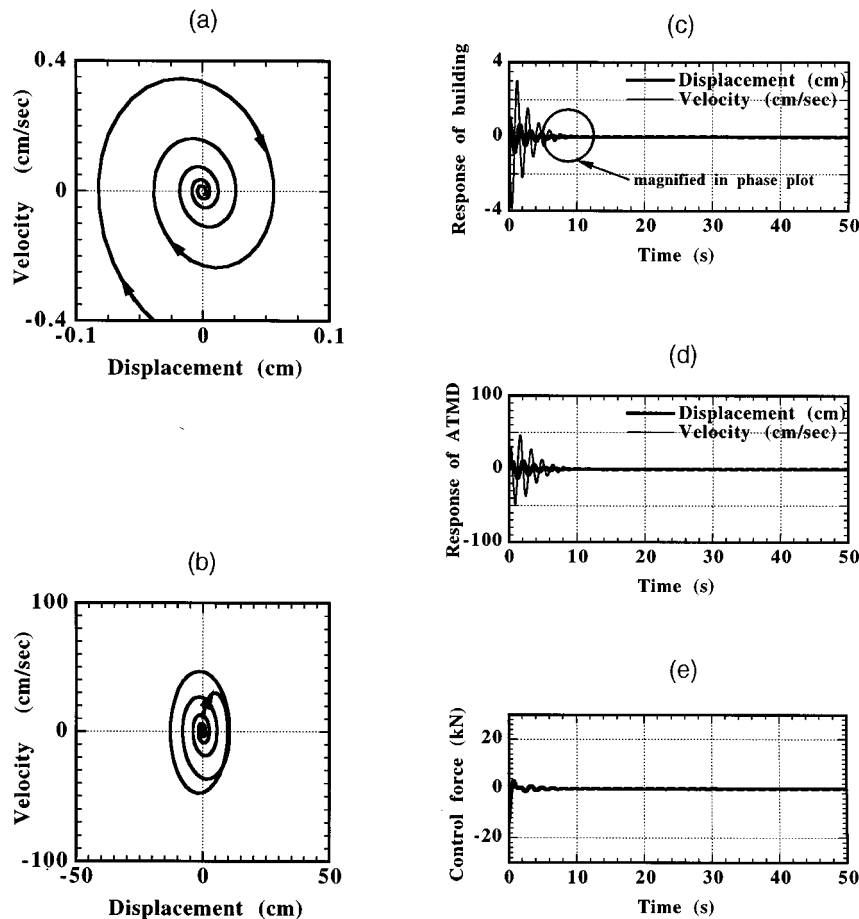 (a)
0.4
0
-0.4
-0.1
0
0.1
Velocity (cm/sec)
Displacement (cm)
(b)
100
0
-100
-50
0
50
Velocity (cm/sec)
Displacement (cm)
(c)
4
0
-4
0
10
20
30
40
50
Response of building
Displacement (cm)
Velocity (cm/sec)
magnified in phase plot
Time (s)
(d)
100
0
-100
0
10
20
30
40
50
Response of ATMD
Displacement (cm)
Velocity (cm/sec)
Time (s)
(e)
20
0
-20
0
10
20
30
40
50
Control force (kN)
Time (s)